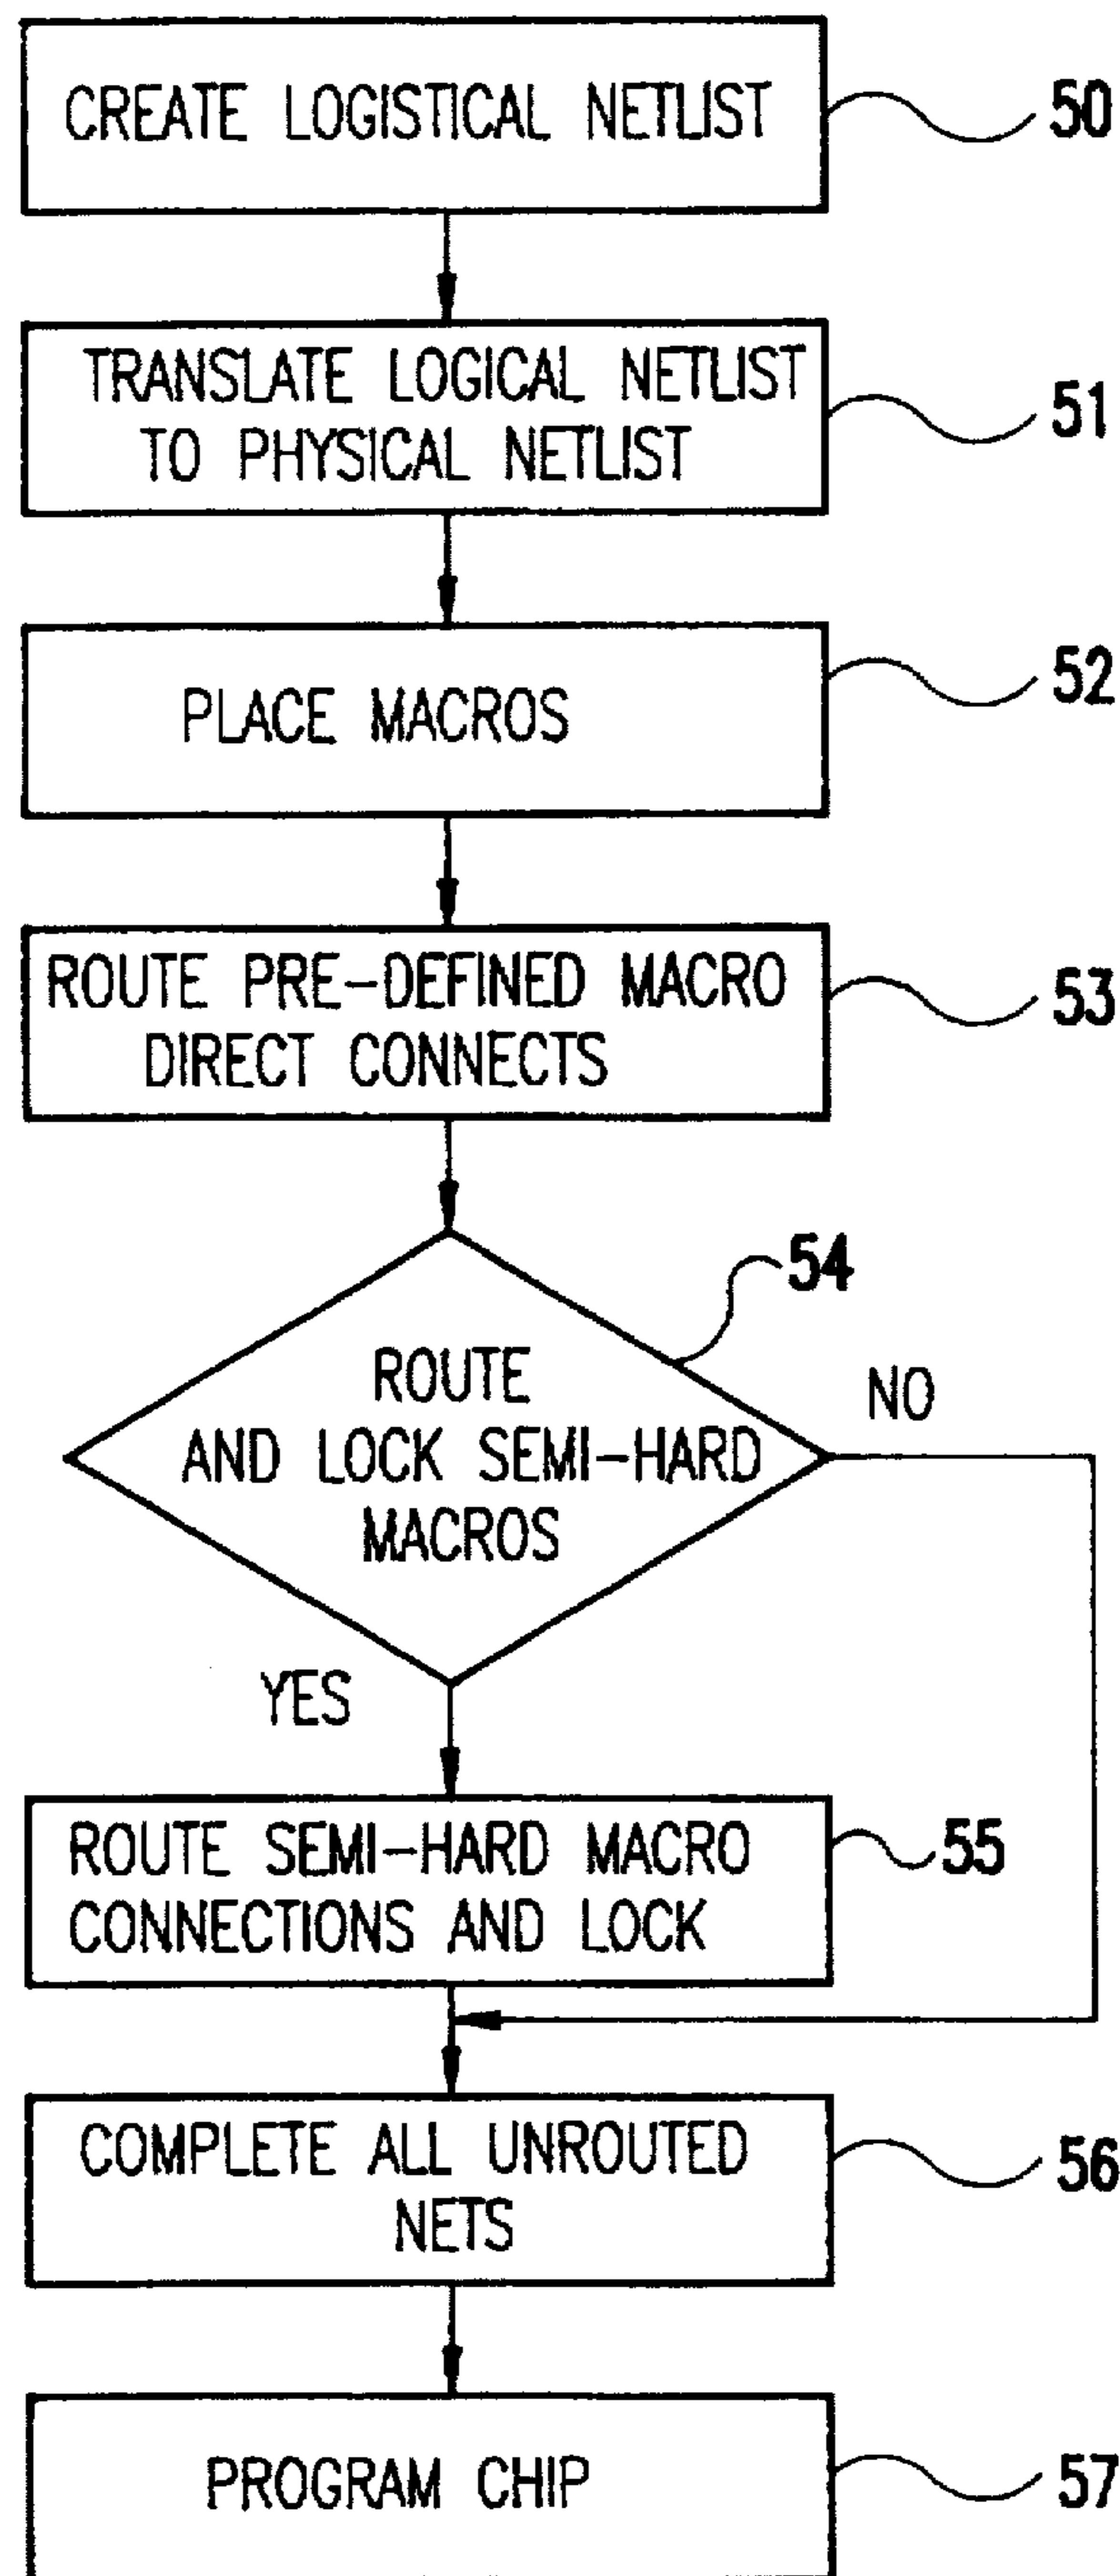 CREATE LOGISTICAL NETLIST
50
TRANSLATE LOGICAL NETLIST
TO PHYSICAL NETLIST
51
PLACE MACROS
52
ROUTE PRE-DEFINED MACRO
DIRECT CONNECTS
53
54
ROUTE
AND LOCK SEMI-HARD
MACROS
NO
YES
ROUTE SEMI-HARD MACRO
CONNECTIONS AND LOCK
55
COMPLETE ALL UNROUTED
NETS
56
PROGRAM CHIP
57